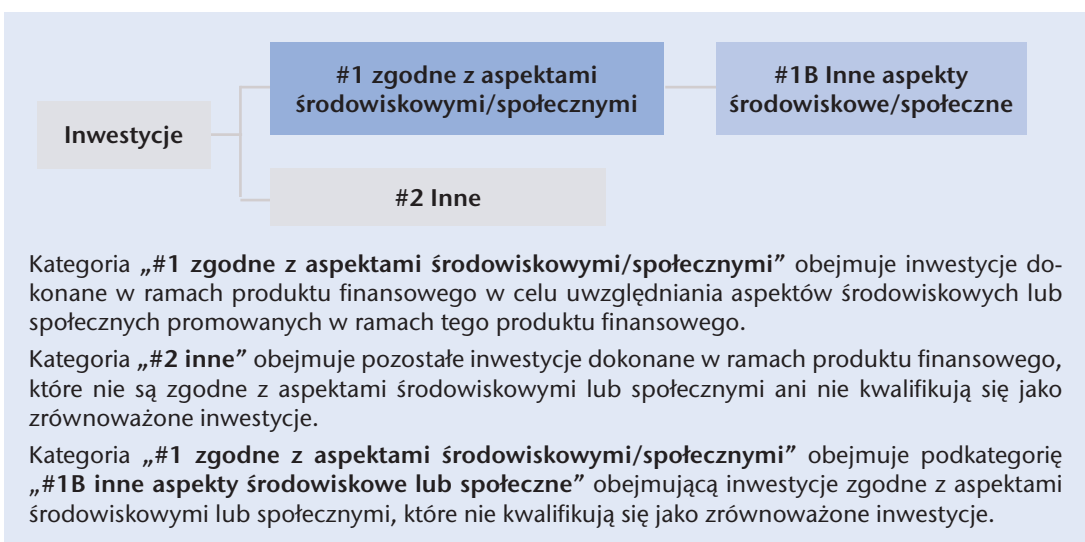 #1 zgodne z aspektami
środowiskowymi/społecznymi
#1B Inne aspekty
środowiskowe/społeczne
Inwestycje
#2 Inne
Kategoria „#1 zgodne z aspektami środowiskowymi/społecznymi” obejmuje inwestycje do-
konane w ramach produktu finansowego w celu uwzględniania aspektów środowiskowych lub
społecznych promowanych w ramach tego produktu finansowego.
Kategoria „#2 inne” obejmuje pozostałe inwestycje dokonane w ramach produktu finansowego,
które nie są zgodne z aspektami środowiskowymi lub społecznymi ani nie kwalifikują się jako
zrównoważone inwestycje.
Kategoria „#1 zgodne z aspektami środowiskowymi/społecznymi” obejmuje podkategorię
„#1B inne aspekty środowiskowe lub społeczne” obejmującą inwestycje zgodne z aspektami
środowiskowymi lub społecznymi, które nie kwalifikują się jako zrównoważone inwestycje.